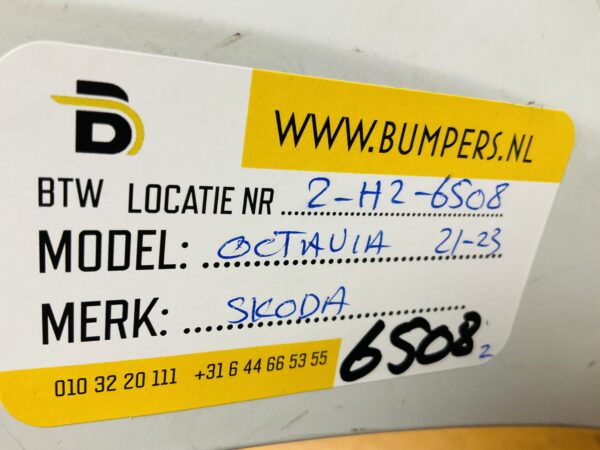 WWW.BUMPERS.NL
BTW LOCATIE NR 2-H2-6508
MODEL: OCTAVIA 21-23
MERK: SKODA
6508 2
010 32 20 111 +31 6 44 66 53 55